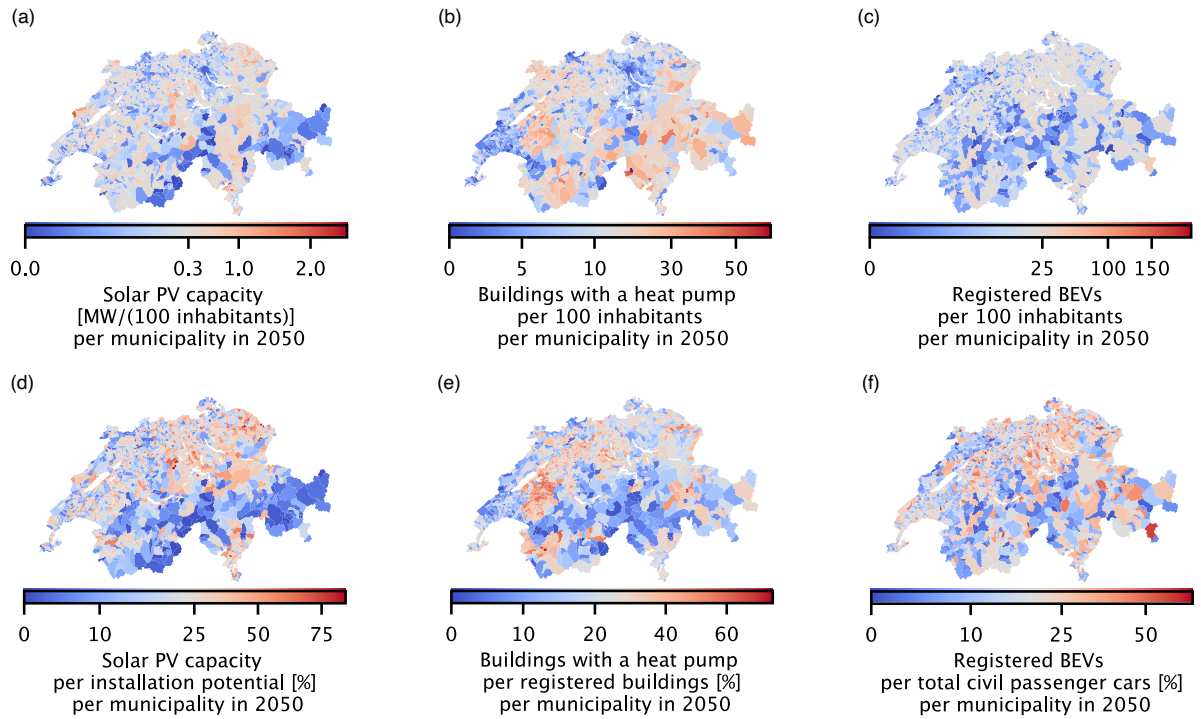 (a)
(b)
(c)
0.0 0.3 1.0 2.0
Solar PV capacity
[MW/(100 inhabitants)]
per municipality in 2050
0 5 10 30 50
Buildings with a heat pump
per 100 inhabitants
per municipality in 2050
0 25 100 150
Registered BEVs
per 100 inhabitants
per municipality in 2050
(d)
(e)
(f)
0 10 25 50 75
Solar PV capacity
per installation potential [%]
per municipality in 2050
0 10 20 40 60
Buildings with a heat pump
per registered buildings [%]
per municipality in 2050
0 10 25 50
Registered BEVs
per total civil passenger cars [%]
per municipality in 2050